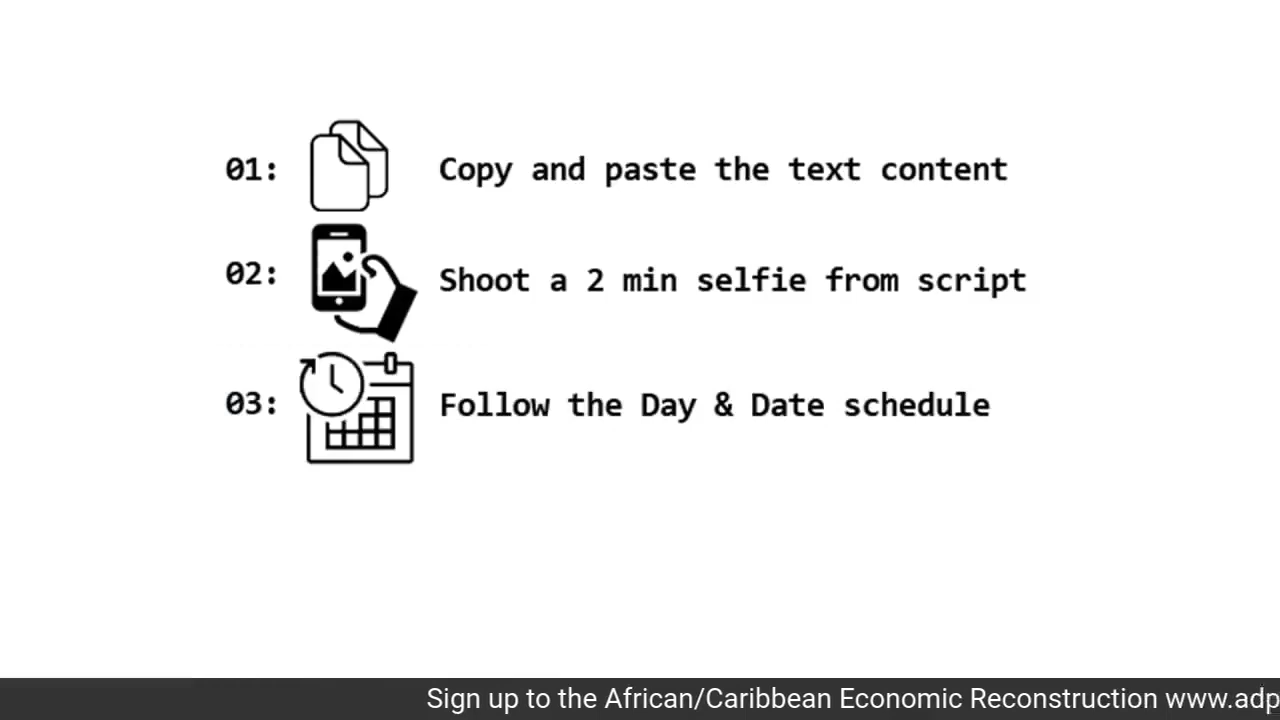 01: Copy and paste the text content
02: Shoot a 2 min selfie from script
03: Follow the Day & Date schedule
Sign up to the African/Caribbean Economic Reconstruction www.adp